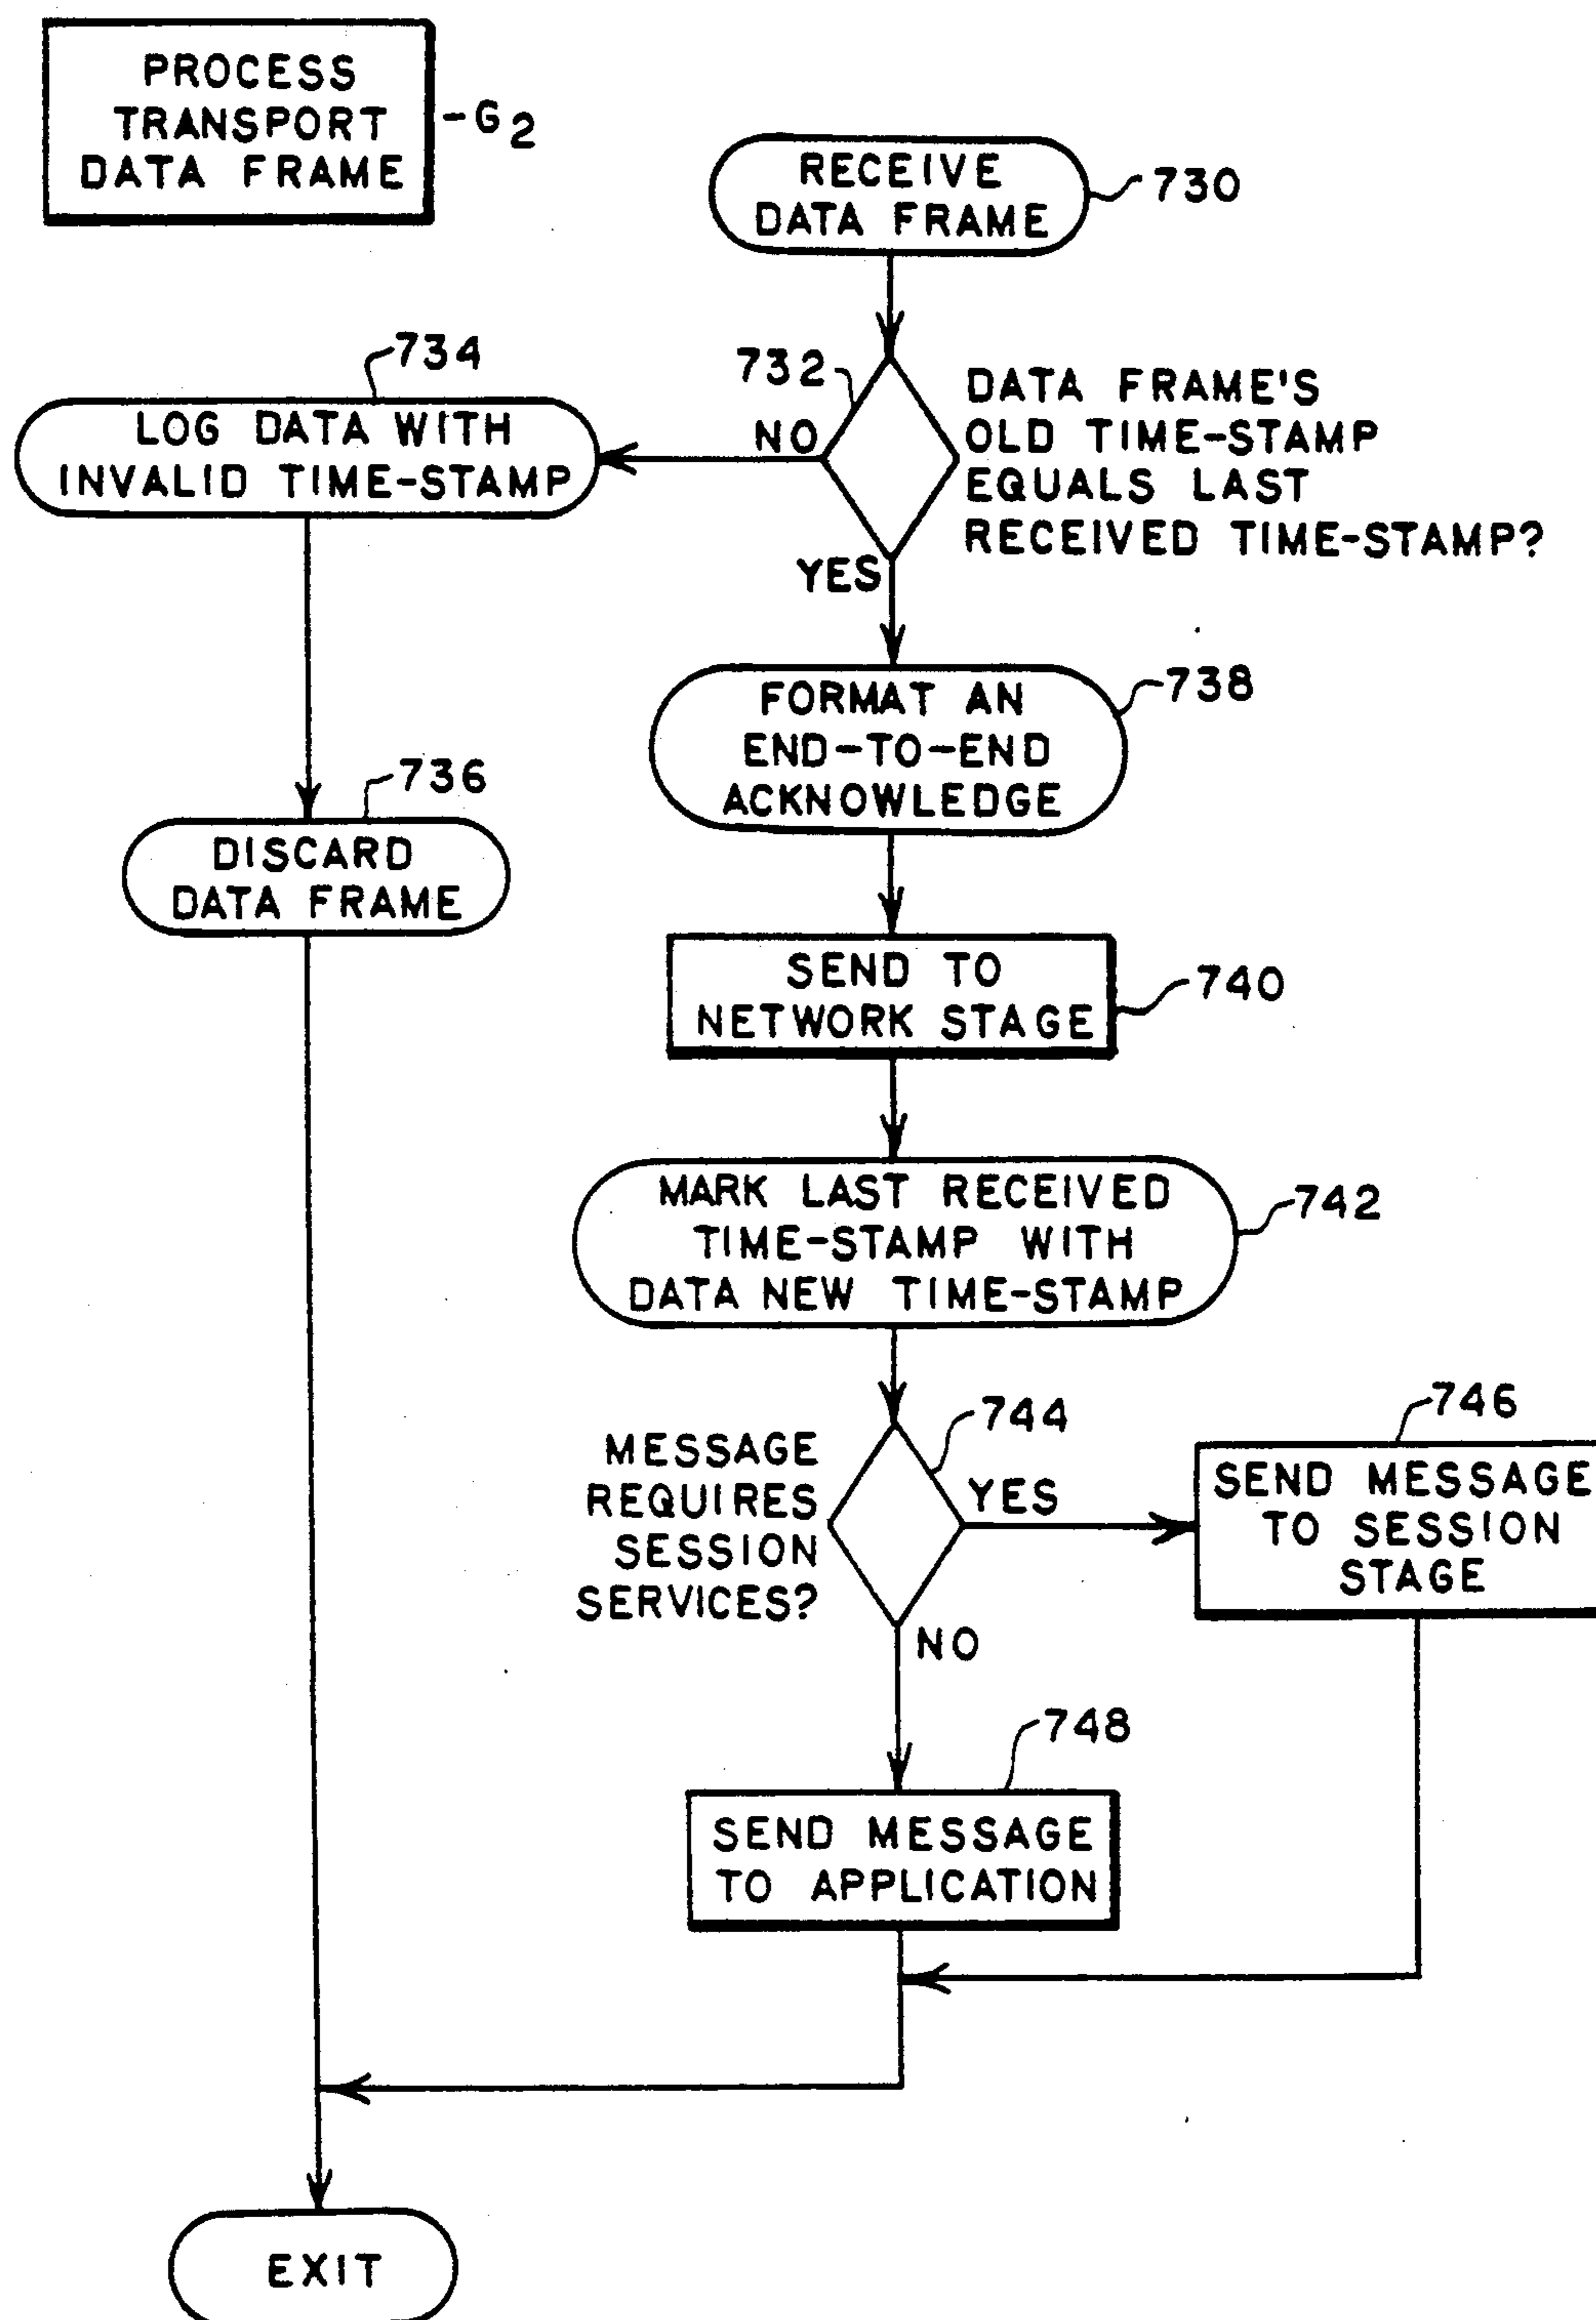 PROCESS
TRANSPORT
DATA FRAME
-G2
RECEIVE
DATA FRAME
730
734
LOG DATA WITH
INVALID TIME-STAMP
732
NO
DATA FRAME'S
OLD TIME-STAMP
EQUALS LAST
RECEIVED TIME-STAMP?
YES
738
FORMAT AN
END-TO-END
ACKNOWLEDGE
736
DISCARD
DATA FRAME
SEND TO
NETWORK STAGE
740
MARK LAST RECEIVED
TIME-STAMP WITH
DATA NEW TIME-STAMP
742
744
MESSAGE
REQUIRES
SESSION
SERVICES?
YES
746
SEND MESSAGE
TO SESSION
STAGE
NO
748
SEND MESSAGE
TO APPLICATION
EXIT